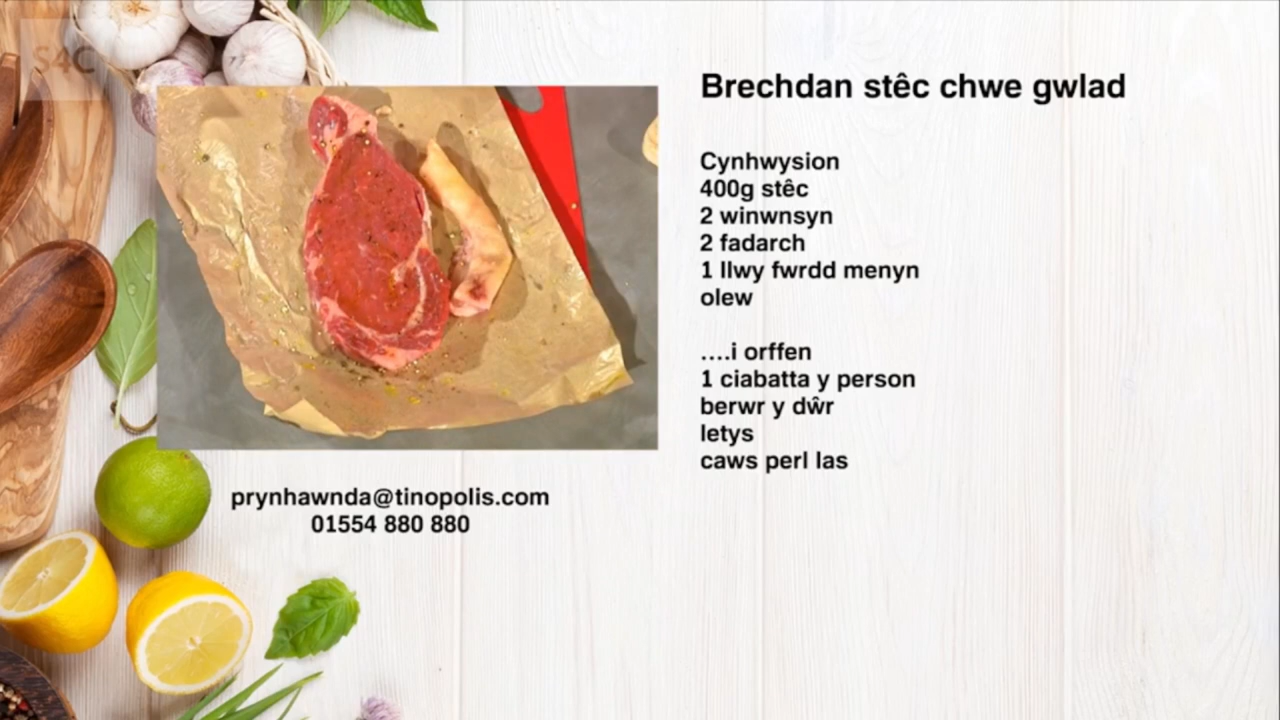 S4C
Brechdan stêc chwe gwlad
Cynhwysion
400g stêc
2 winwnsyn
2 fadarch
1 llwy fwrdd menyn
olew
....i orffen
1 ciabatta y person
berwr y dŵr
letys
caws perl las
prynhawnda@tinopolis.com
01554 880 880